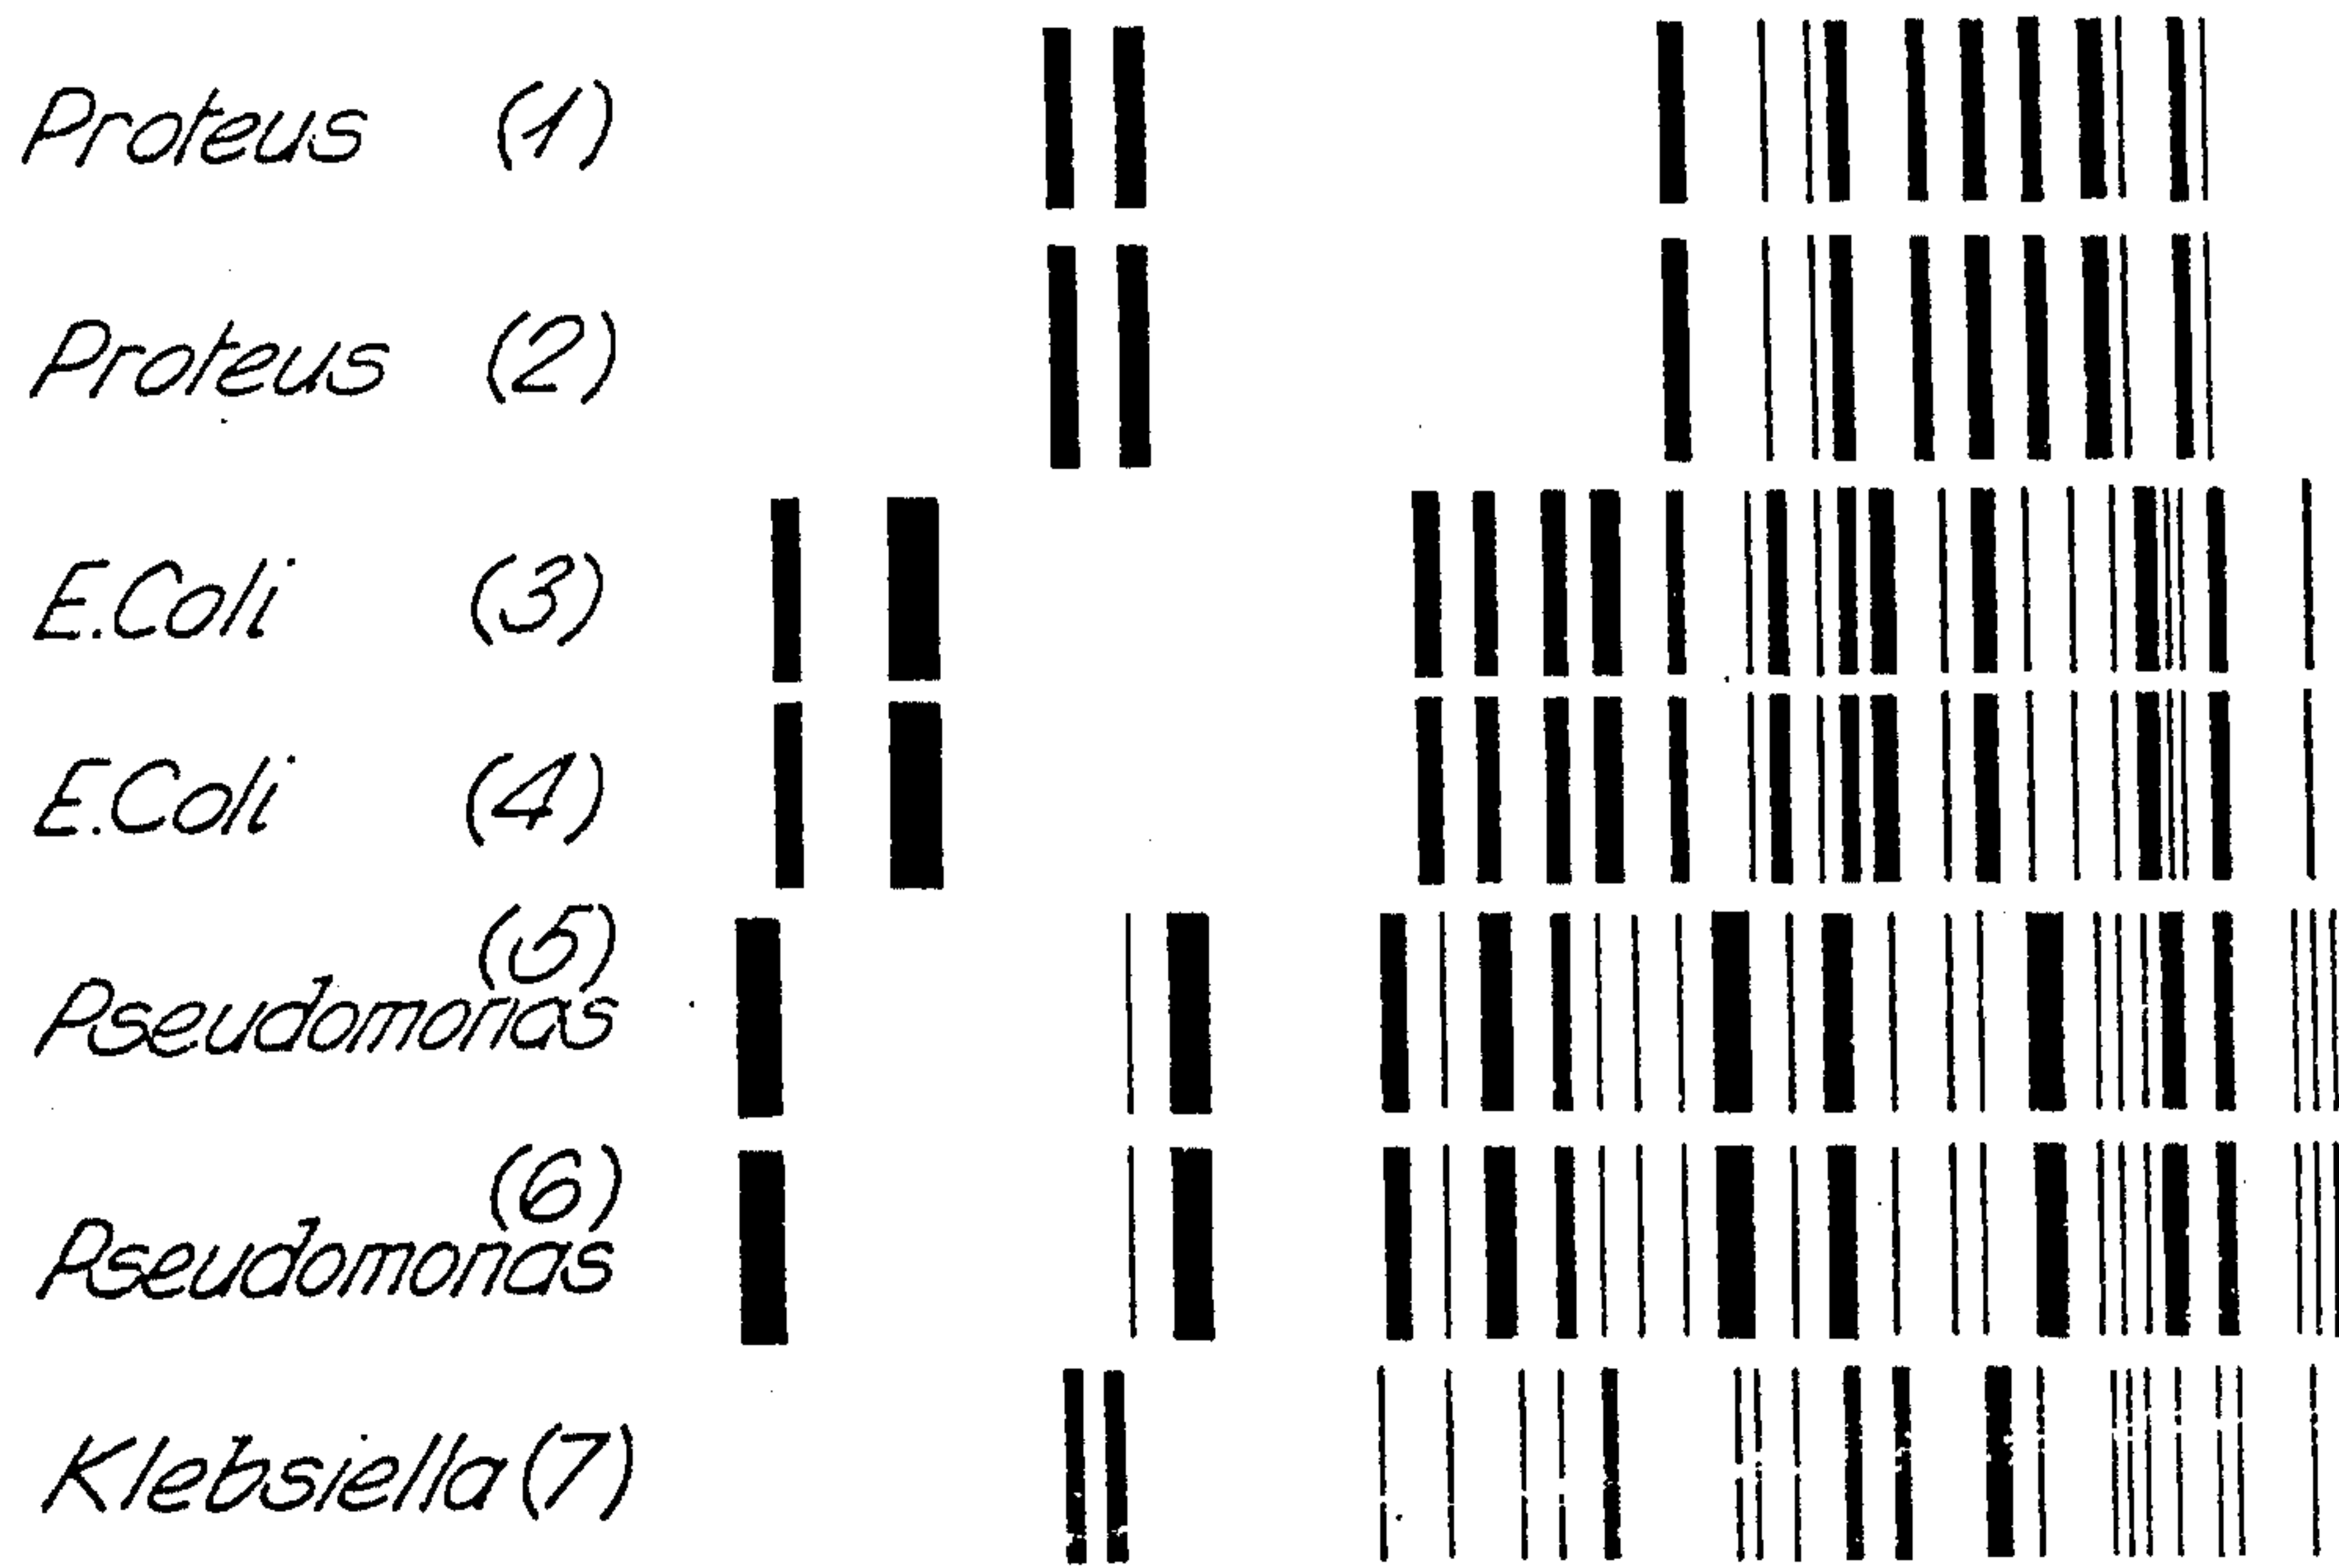 Proteus (1)
Proteus (2)
E.Coli (3)
E.Coli (4)
(5)
Pseudomonas
(6)
Pseudomonas
Klebsiella (7)